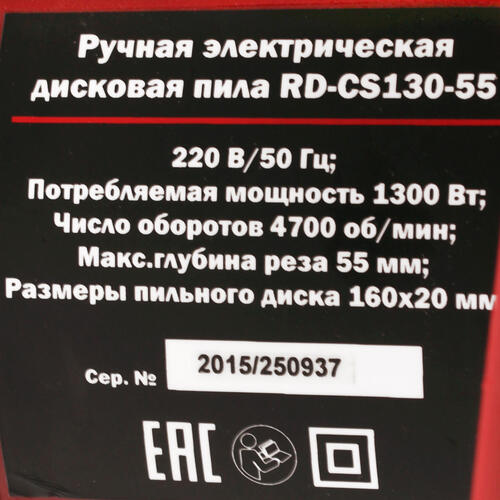 Ручная электрическая
дисковая пила RD-CS130-55
220 В/50 Гц;
Потребляемая мощность 1300 Вт;
Число оборотов 4700 об/мин;
Макс.глубина реза 55 мм;
Размеры пильного диска 160х20 мм
Сер. № 2015/250937
EAC